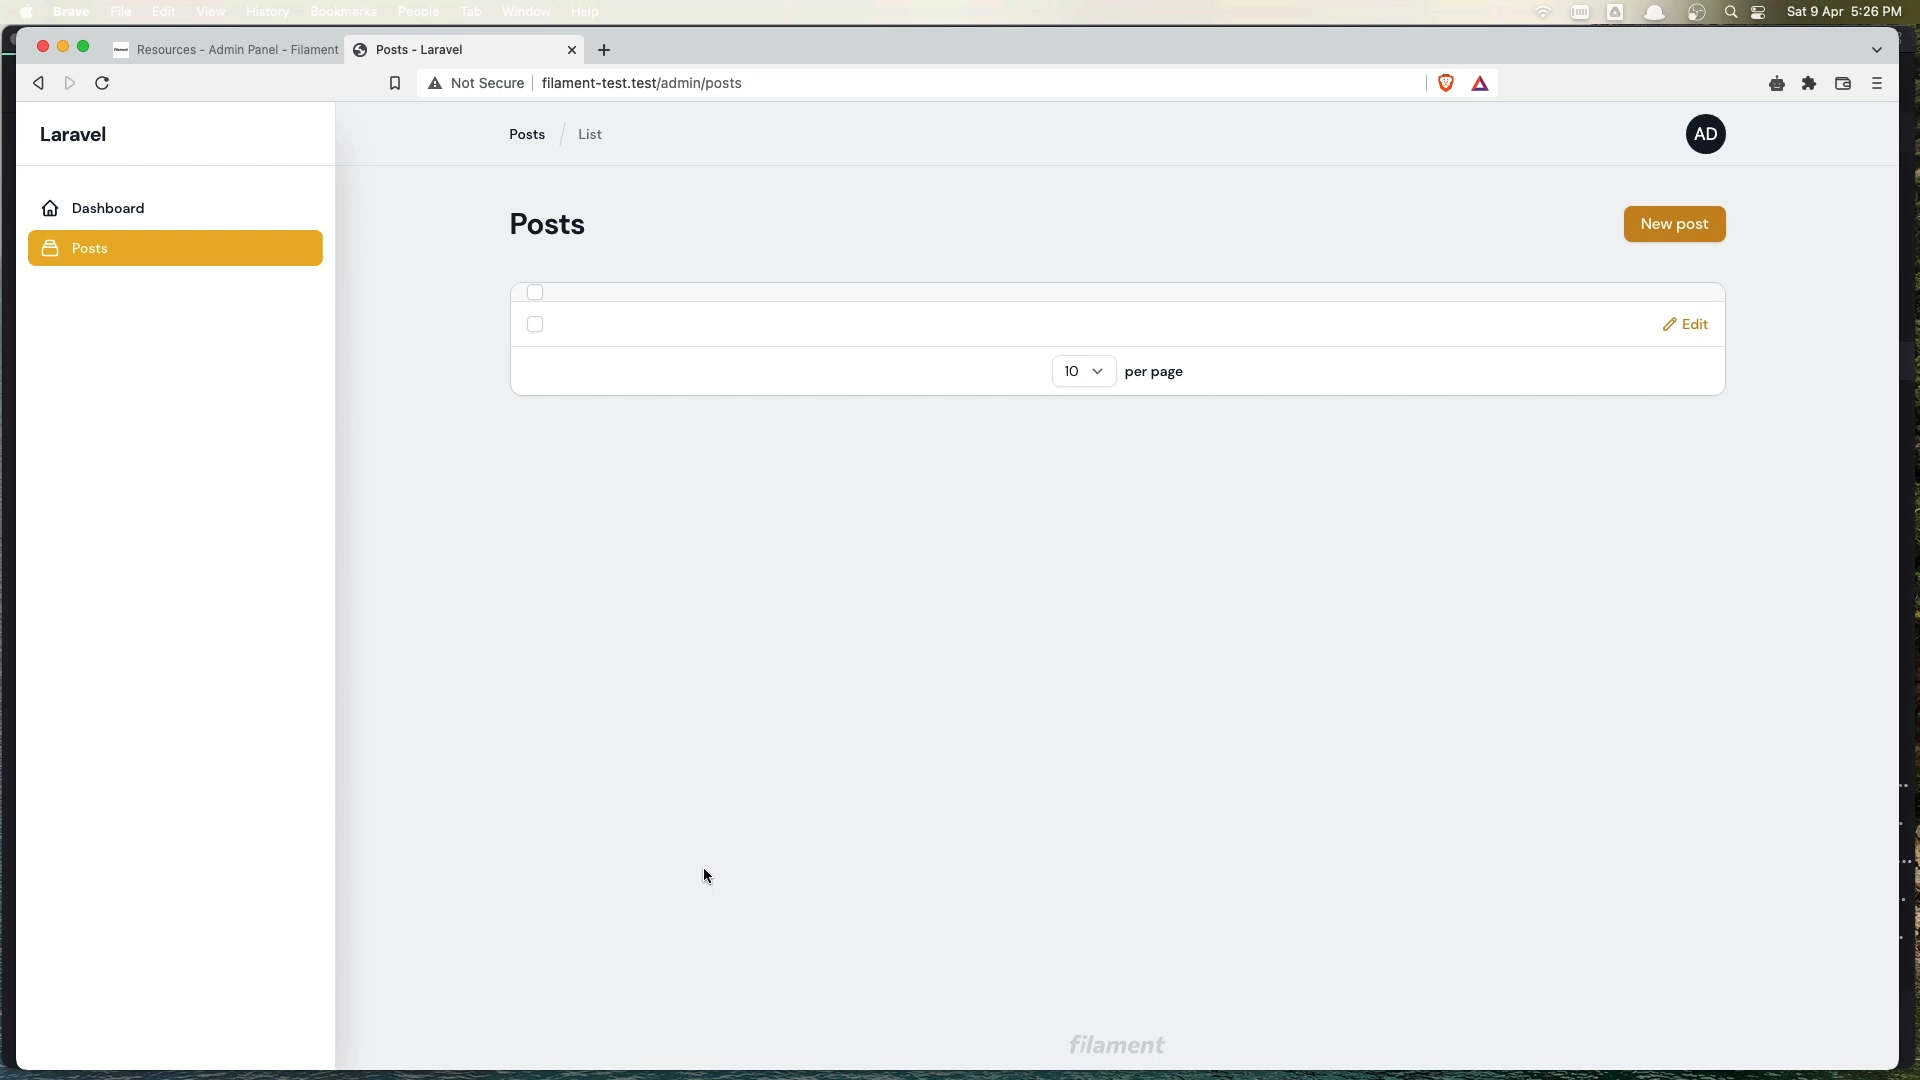 Brave File Edit View History Bookmarks People Tab Window Help Sat 9 Apr 5:26 PM
Resources - Admin Panel - Filament Posts - Laravel
Not Secure filament-test.test/admin/posts
Laravel Posts List AD
Dashboard
Posts
Posts New post
Edit
10 per page
filament